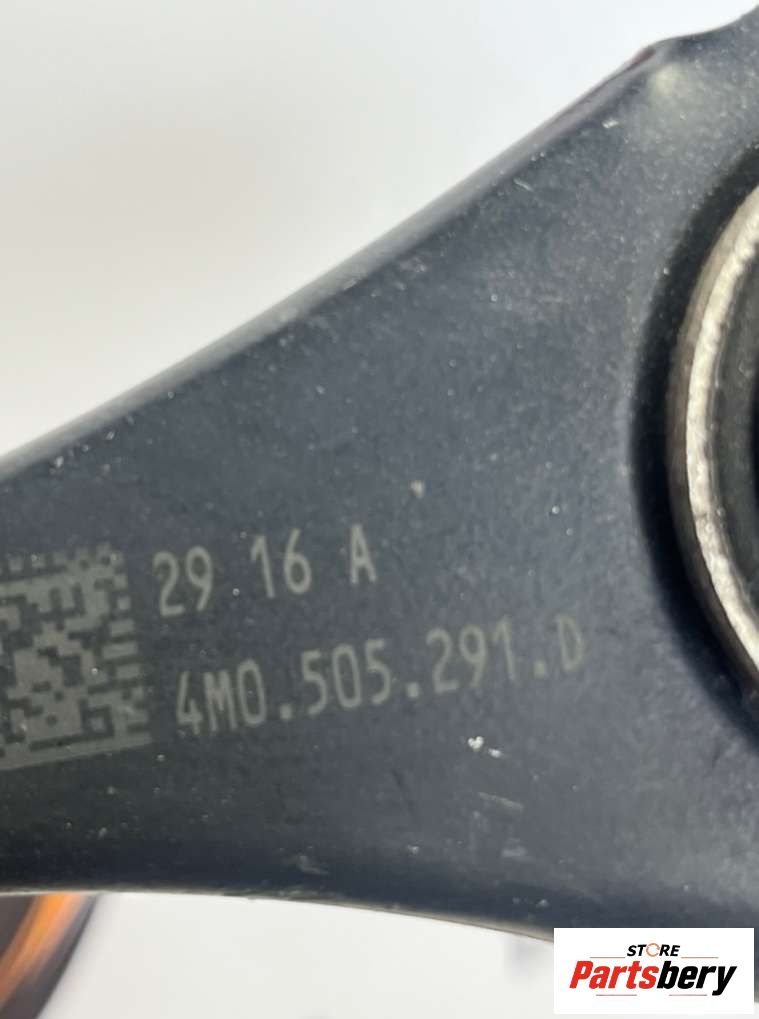 29 16 A
4M0.505.291.D
STORE
Partsbery